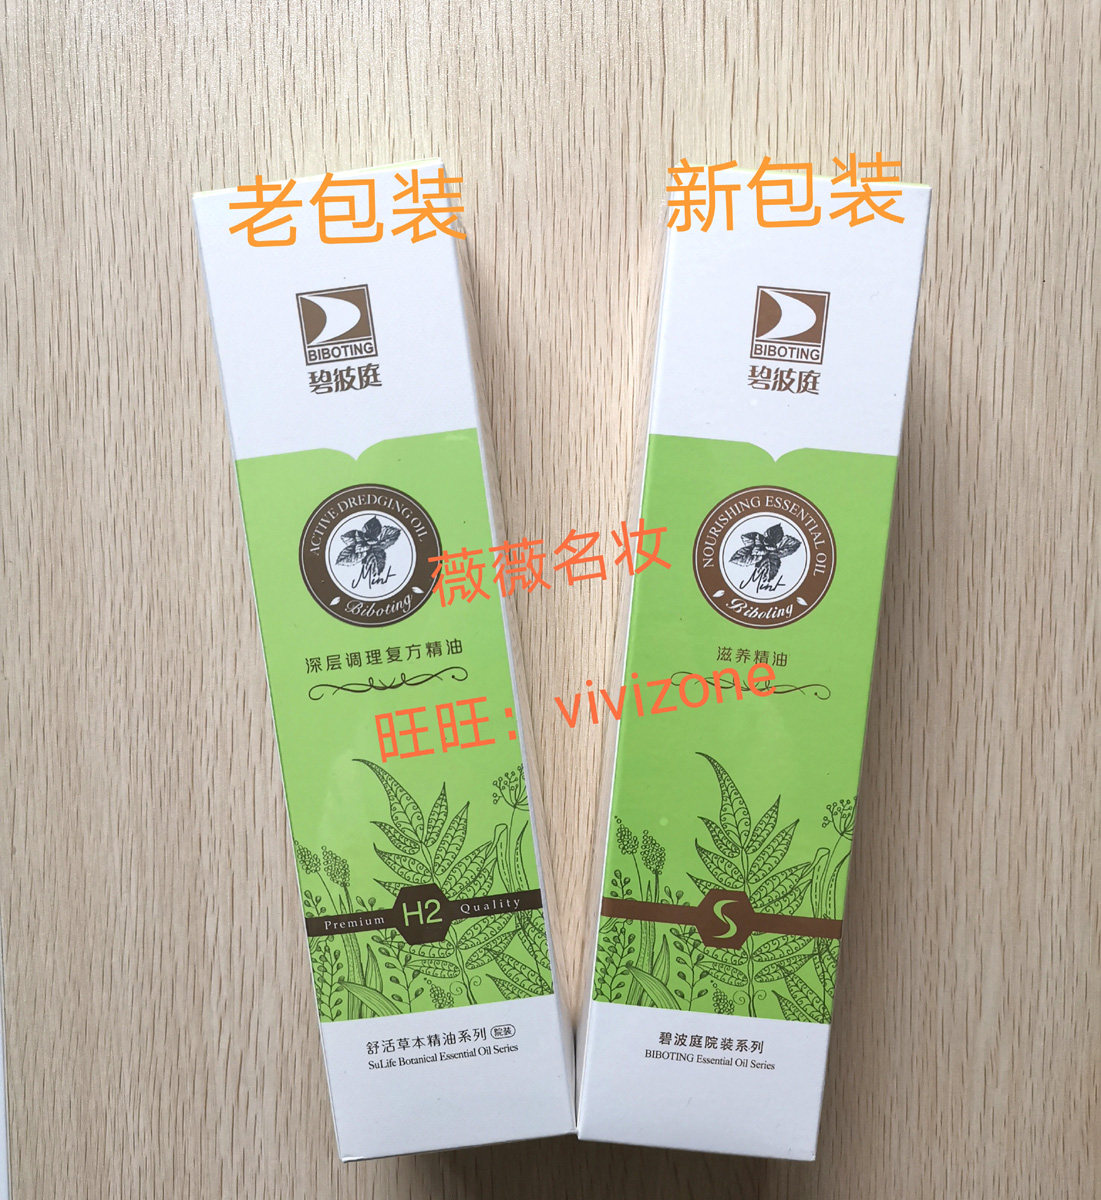 老包装
BIBOTING
碧波庭
ACTIVE DREDGING OIL
Mint
Biboting
深层调理复方精油
Premium H2 Quality
舒活草本精油系列 院装
SuLife Botanical Essential Oil Series
新包装
BIBOTING
碧波庭
NOURISHING ESSENTIAL OIL
Mint
Biboting
滋养精油
S
碧波庭院装系列
BIBOTING Essential Oil Series
薇薇名妆
旺旺：vivizone